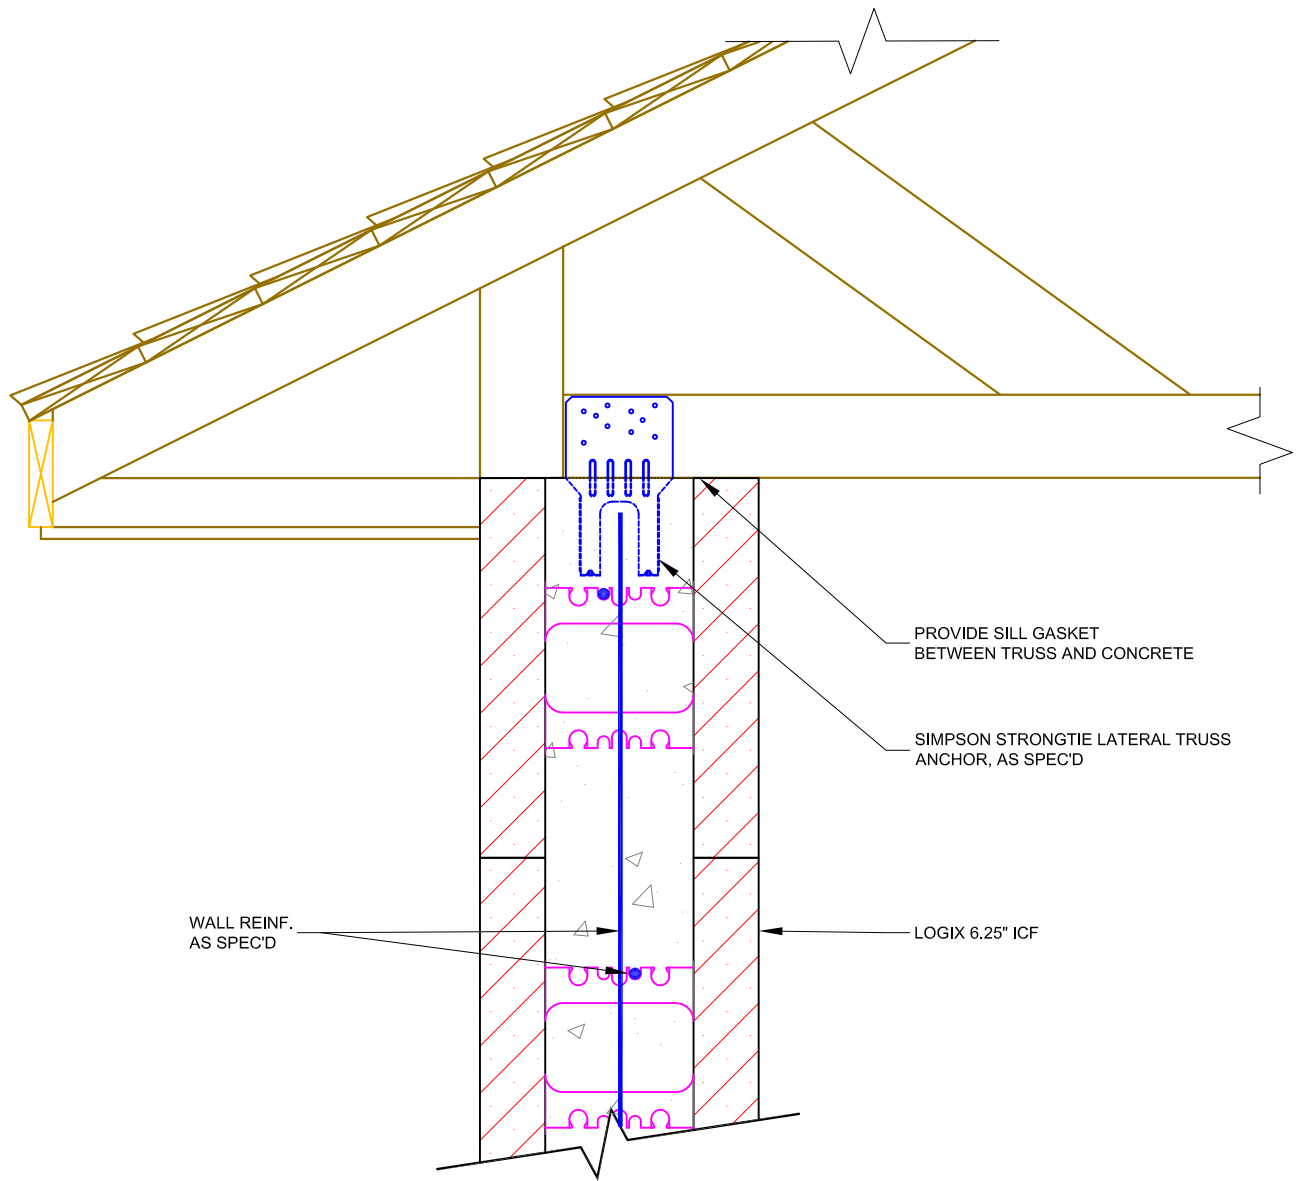 PROVIDE SILL GASKET
BETWEEN TRUSS AND CONCRETE
SIMPSON STRONGTIE LATERAL TRUSS
ANCHOR, AS SPEC'D
WALL REINF.
AS SPEC'D
LOGIX 6.25" ICF